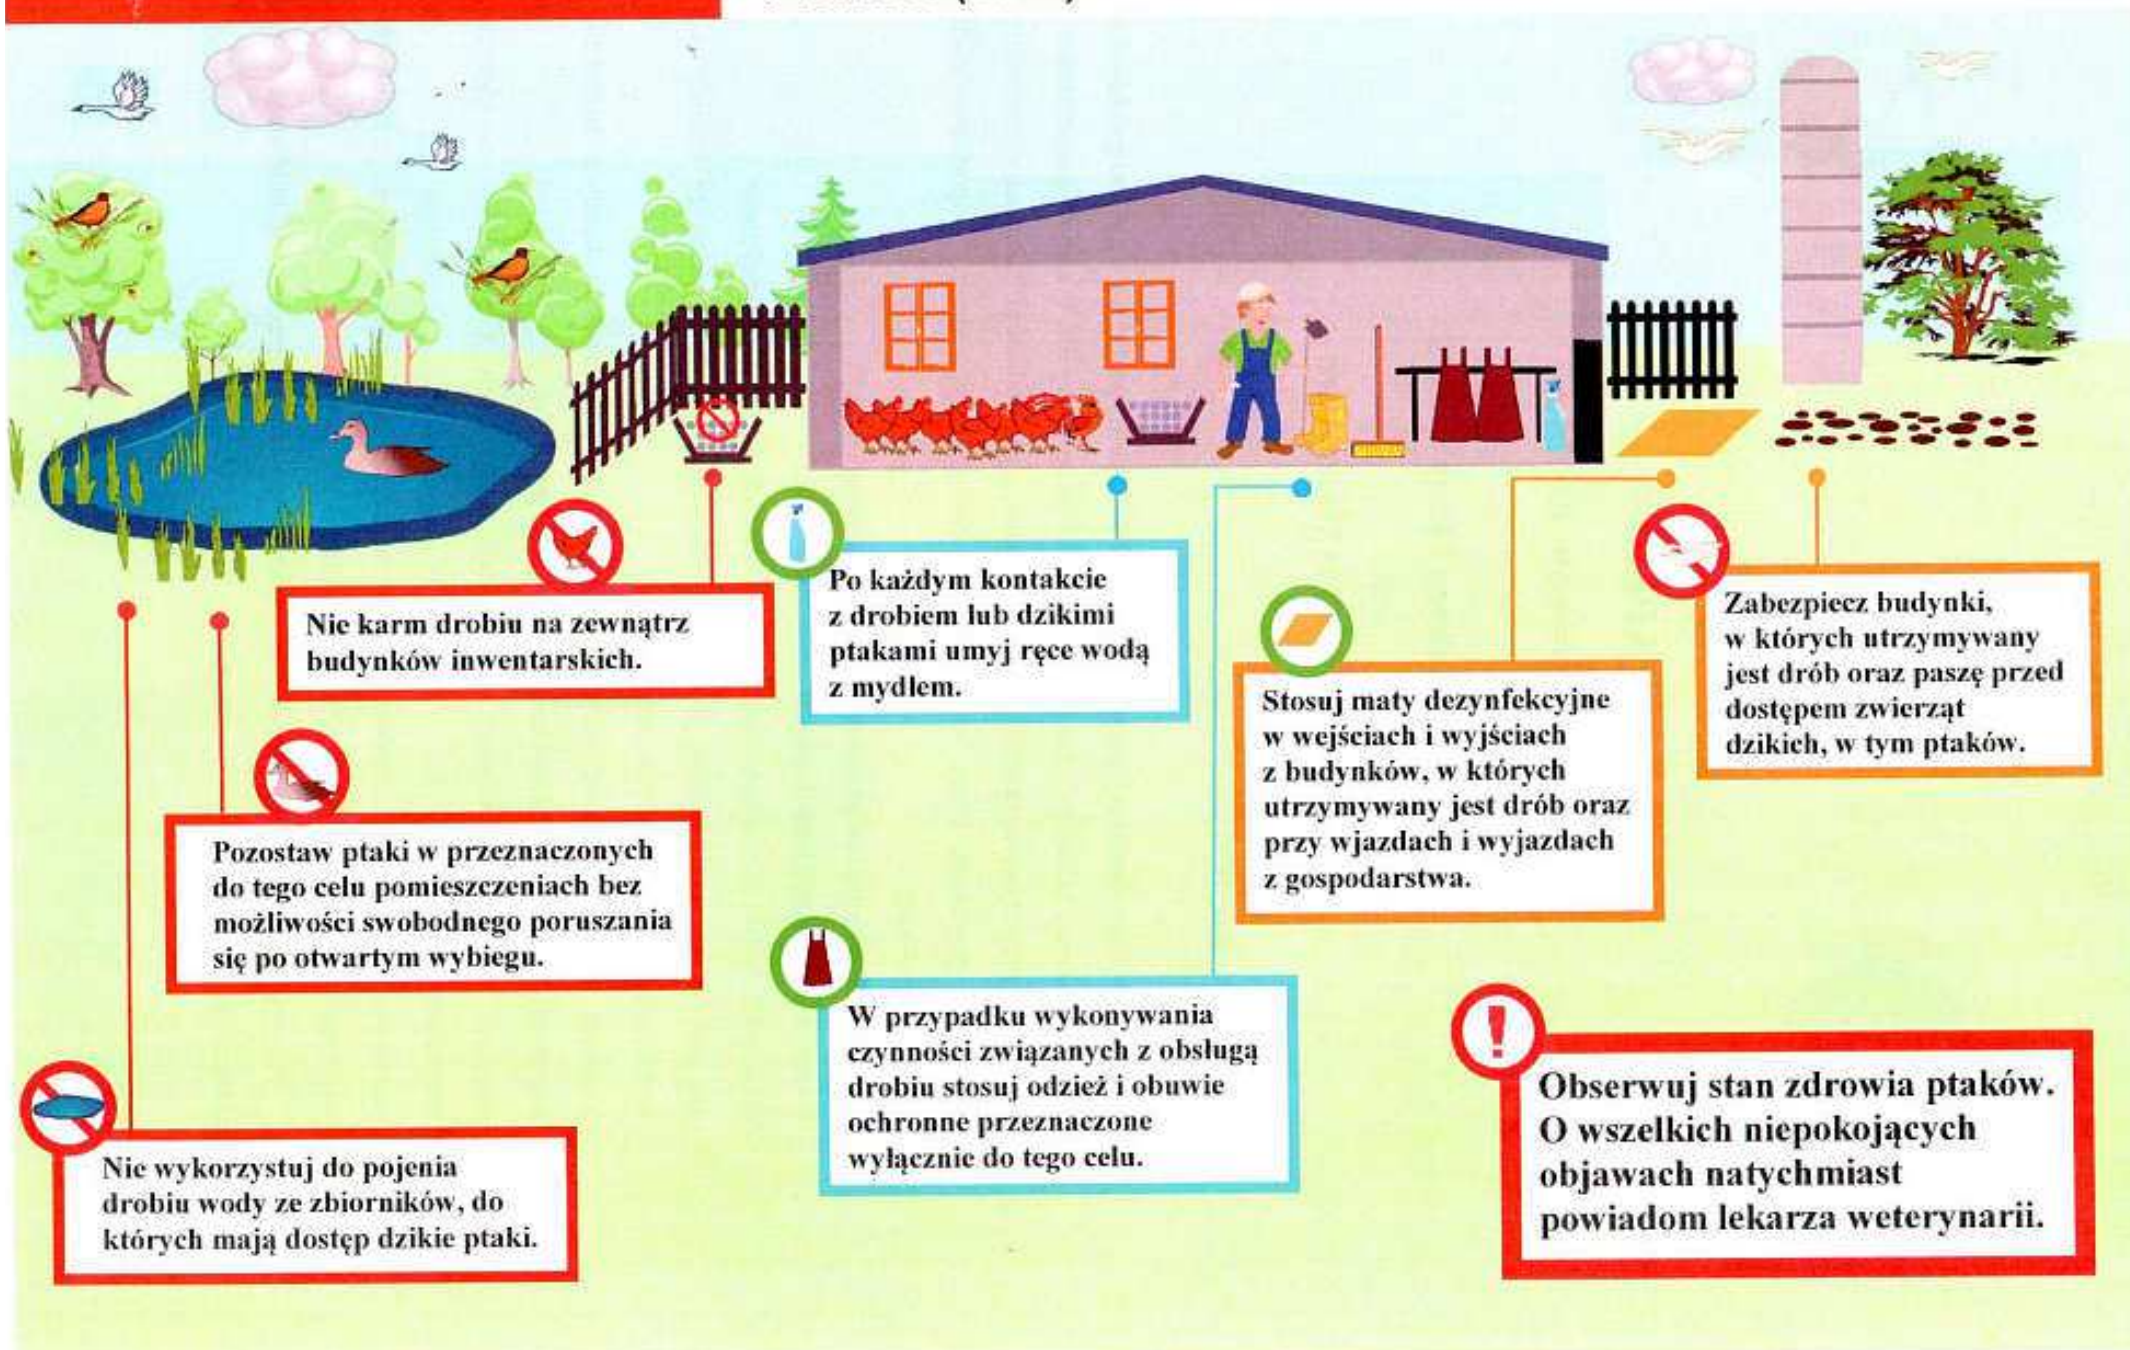 Nie karm drobiu na zewnątrz
budynków inwentarskich.
Po każdym kontakcie
z drobiem lub dzikimi
ptakami umyj ręce wodą
z mydłem.
Zabezpiecz budynki,
w których utrzymywany
jest drób oraz paszę przed
dostępem zwierząt
dzikich, w tym ptaków.
Stosuj maty dezynfekcyjne
w wejściach i wyjściach
z budynków, w których
utrzymywany jest drób oraz
przy wjazdach i wyjazdach
z gospodarstwa.
Pozostaw ptaki w przeznaczonych
do tego celu pomieszczeniach bez
możliwości swobodnego poruszania
się po otwartym wybiegu.
W przypadku wykonywania
czynności związanych z obsługą
drobiu stosuj odzież i obuwie
ochronne przeznaczone
wyłącznie do tego celu.
Nie wykorzystuj do pojenia
drobiu wody ze zbiorników, do
których mają dostęp dzikie ptaki.
!
Obserwuj stan zdrowia ptaków.
O wszelkich niepokojących
objawach natychmiast
powiadom lekarza weterynarii.